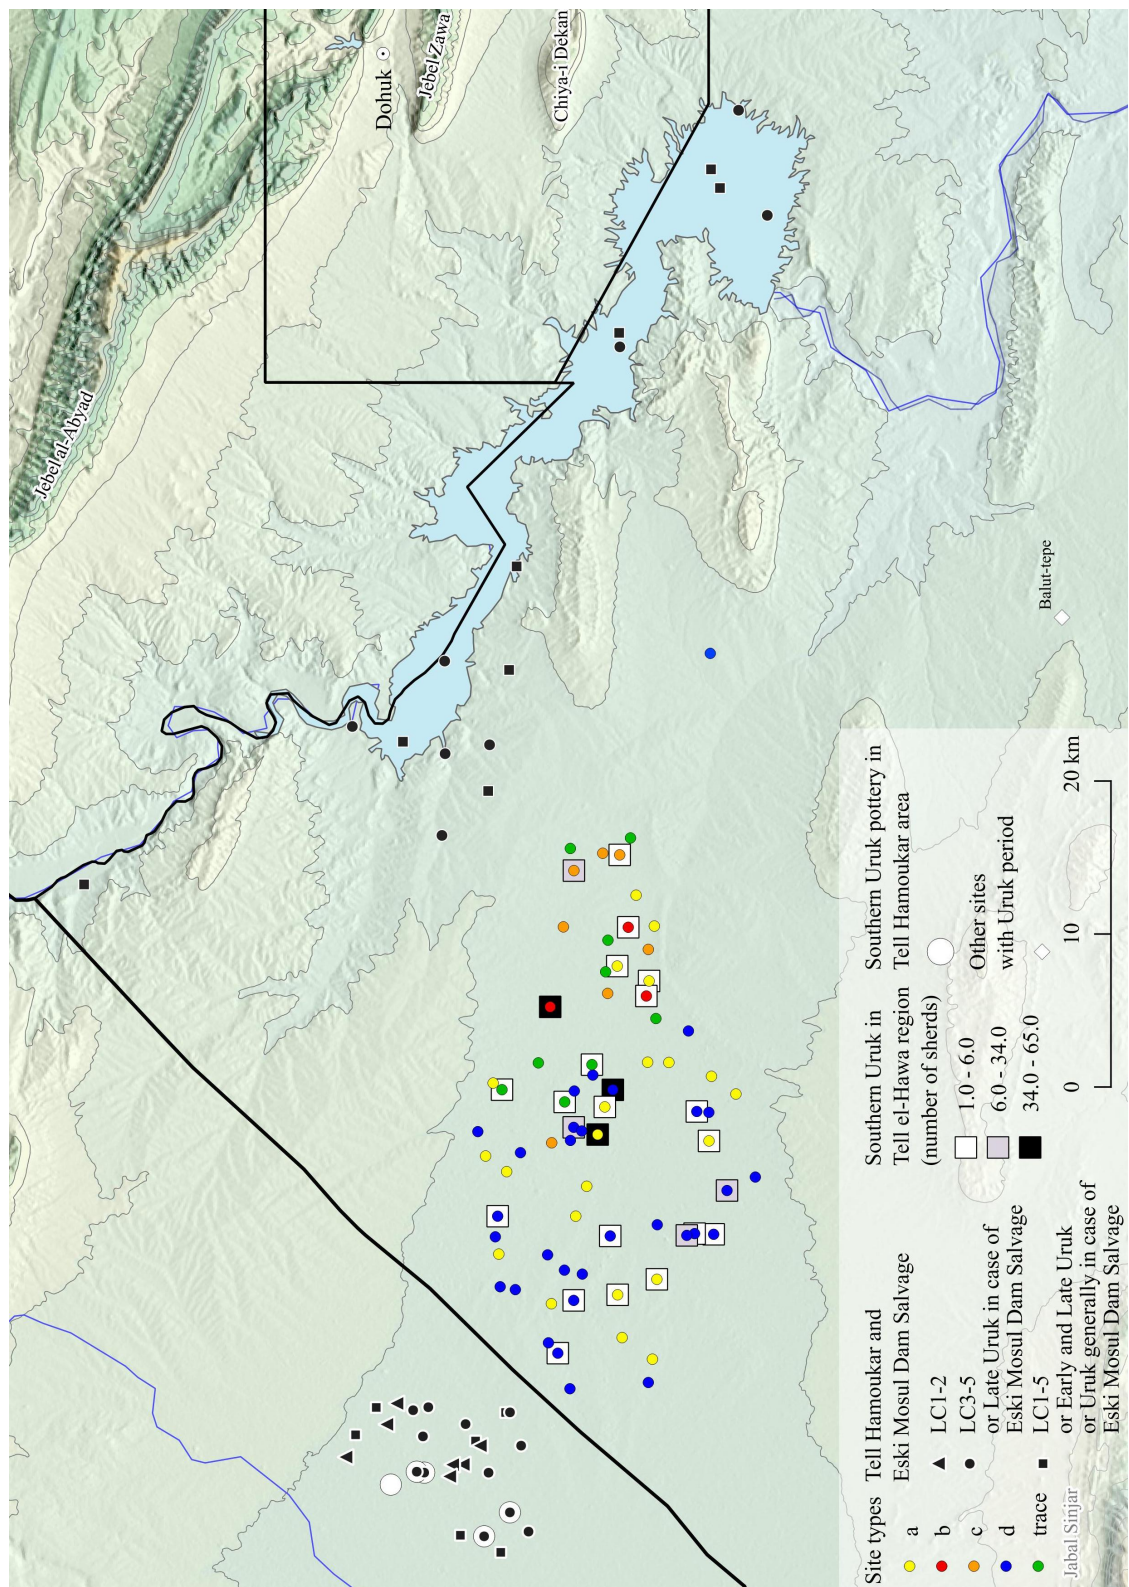 Jebel al-Abyad
Dohuk
Jebel Zawa
Chiya-i Dekan
Balut-tepe
Jabal Sinjar
Site types
a
b
c
d
trace
Tell Hamoukar and
Eski Mosul Dam Salvage
LC1-2
LC3-5
or Late Uruk in case of
Eski Mosul Dam Salvage
LC1-5
or Early and Late Uruk
or Uruk generally in case of
Eski Mosul Dam Salvage
Southern Uruk in
Tell el-Hawa region
(number of sherds)
1.0 - 6.0
6.0 - 34.0
34.0 - 65.0
Southern Uruk pottery in
Tell Hamoukar area
Other sites
with Uruk period
0
10
20 km